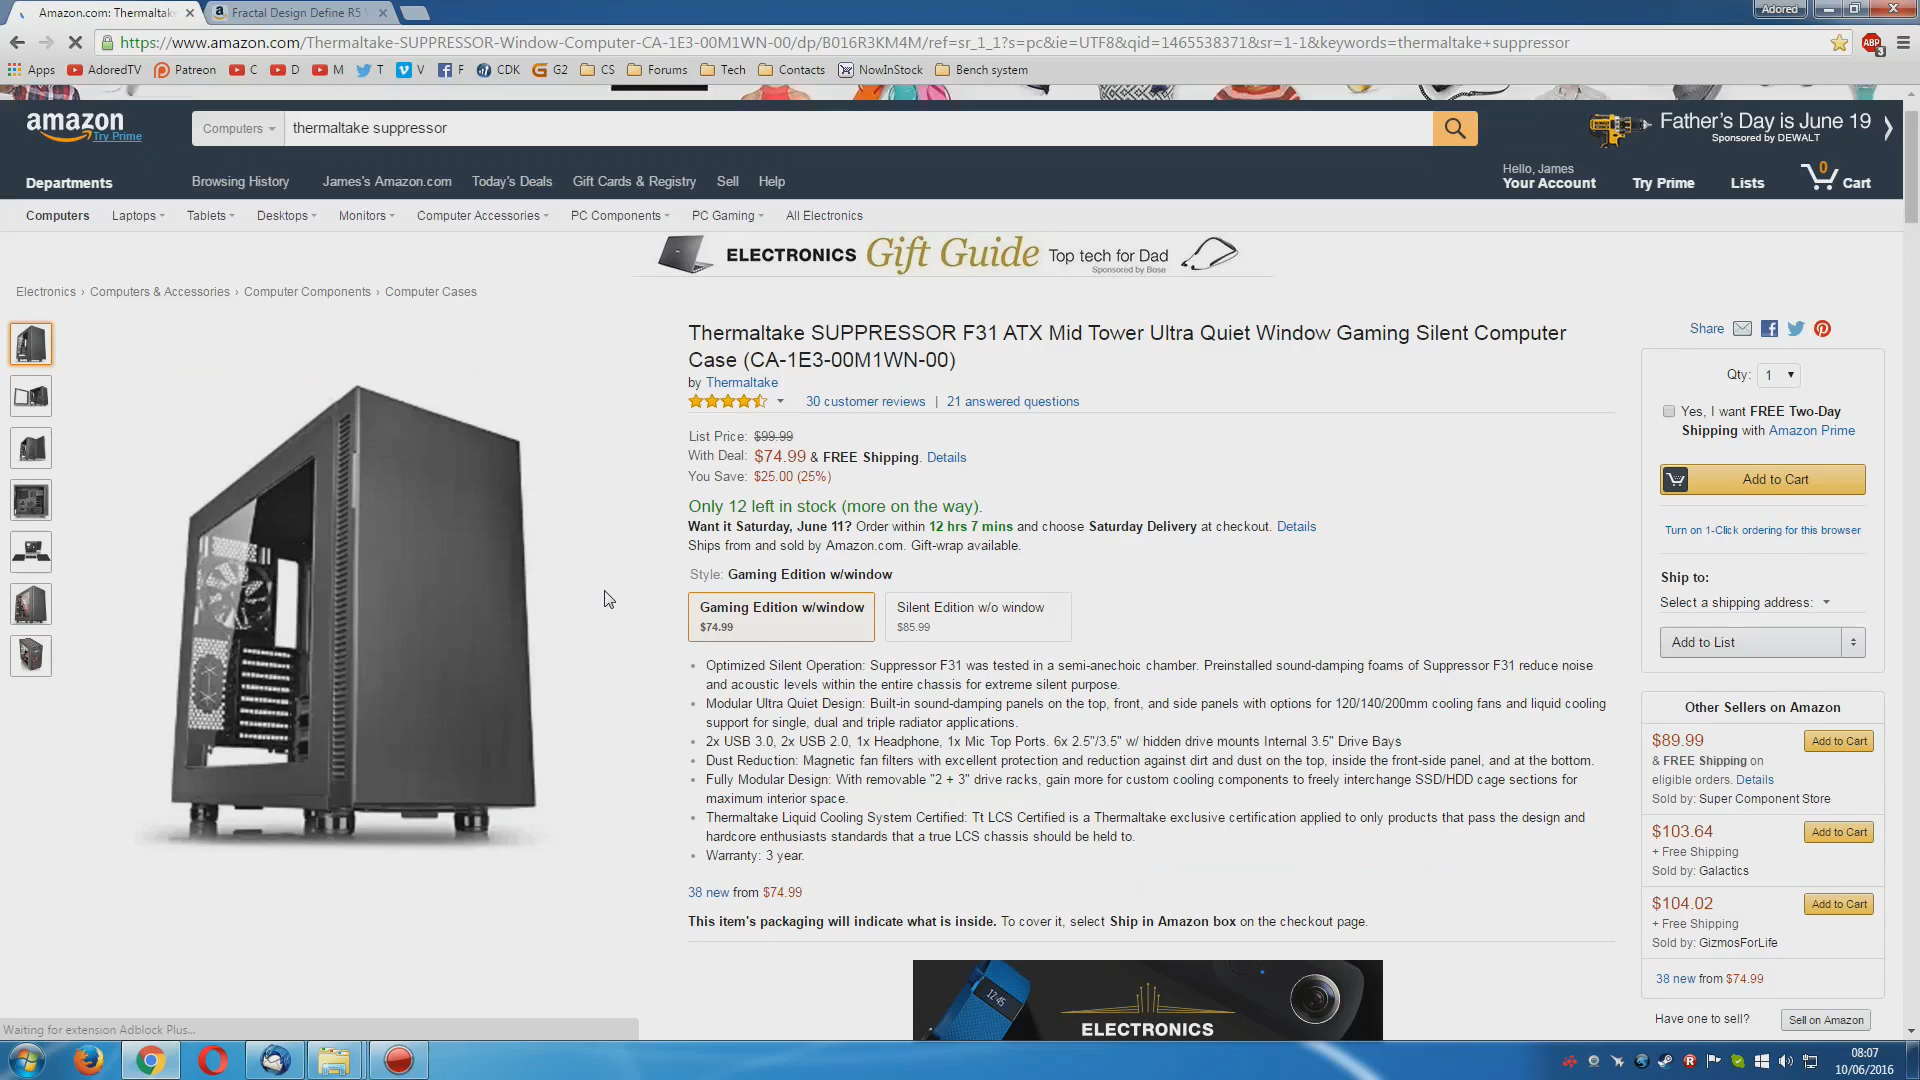 Amazon.com: Thermaltake
Fractal Design Define R5
Adored
https://www.amazon.com/Thermaltake-SUPPRESSOR-Window-Computer-CA-1E3-00M1WN-00/dp/B016R3KM4M/ref=sr_1_1?s=pc&ie=UTF8&qid=1465538371&sr=1-1&keywords=thermaltake+suppressor
ABP
3
Apps AdoredTV Patreon C D M T V F CDK G2 CS Forums Tech Contacts NowInStock Bench system
amazon
Try Prime
Computers
thermaltake suppressor
Father's Day is June 19
Sponsored by DEWALT
Departments
Browsing History James's Amazon.com Today's Deals Gift Cards & Registry Sell Help
Hello, James
Your Account
Try Prime
Lists
0
Cart
Computers Laptops Tablets Desktops Monitors Computer Accessories PC Components PC Gaming All Electronics
ELECTRONICS Gift Guide Top tech for Dad
Sponsored by Bose
Electronics › Computers & Accessories › Computer Components › Computer Cases
Thermaltake SUPPRESSOR F31 ATX Mid Tower Ultra Quiet Window Gaming Silent Computer
Case (CA-1E3-00M1WN-00)
by Thermaltake
30 customer reviews | 21 answered questions
List Price: $99.99
With Deal: $74.99 & FREE Shipping. Details
You Save: $25.00 (25%)
Only 12 left in stock (more on the way).
Want it Saturday, June 11? Order within 12 hrs 7 mins and choose Saturday Delivery at checkout. Details
Ships from and sold by Amazon.com. Gift-wrap available.
Style: Gaming Edition w/window
Gaming Edition w/window
$74.99
Silent Edition w/o window
$85.99
• Optimized Silent Operation: Suppressor F31 was tested in a semi-anechoic chamber. Preinstalled sound-damping foams of Suppressor F31 reduce noise
and acoustic levels within the entire chassis for extreme silent purpose.
• Modular Ultra Quiet Design: Built-in sound-damping panels on the top, front, and side panels with options for 120/140/200mm cooling fans and liquid cooling
support for single, dual and triple radiator applications.
• 2x USB 3.0, 2x USB 2.0, 1x Headphone, 1x Mic Top Ports. 6x 2.5"/3.5" w/ hidden drive mounts Internal 3.5" Drive Bays
• Dust Reduction: Magnetic fan filters with excellent protection and reduction against dirt and dust on the top, inside the front-side panel, and at the bottom.
• Fully Modular Design: With removable "2 + 3" drive racks, gain more for custom cooling components to freely interchange SSD/HDD cage sections for
maximum interior space.
• Thermaltake Liquid Cooling System Certified: Tt LCS Certified is a Thermaltake exclusive certification applied to only products that pass the design and
hardcore enthusiasts standards that a true LCS chassis should be held to.
• Warranty: 3 year.
38 new from $74.99
This item's packaging will indicate what is inside. To cover it, select Ship in Amazon box on the checkout page.
12:45
ELECTRONICS
Share
Qty: 1
Yes, I want FREE Two-Day
Shipping with Amazon Prime
Add to Cart
Turn on 1-Click ordering for this browser
Ship to:
Select a shipping address:
Add to List
Other Sellers on Amazon
$89.99
Add to Cart
& FREE Shipping on
eligible orders. Details
Sold by: Super Component Store
$103.64
Add to Cart
+ Free Shipping
Sold by: Galactics
$104.02
Add to Cart
+ Free Shipping
Sold by: GizmosForLife
38 new from $74.99
Have one to sell?
Sell on Amazon
Waiting for extension Adblock Plus...
08:07
10/06/2016